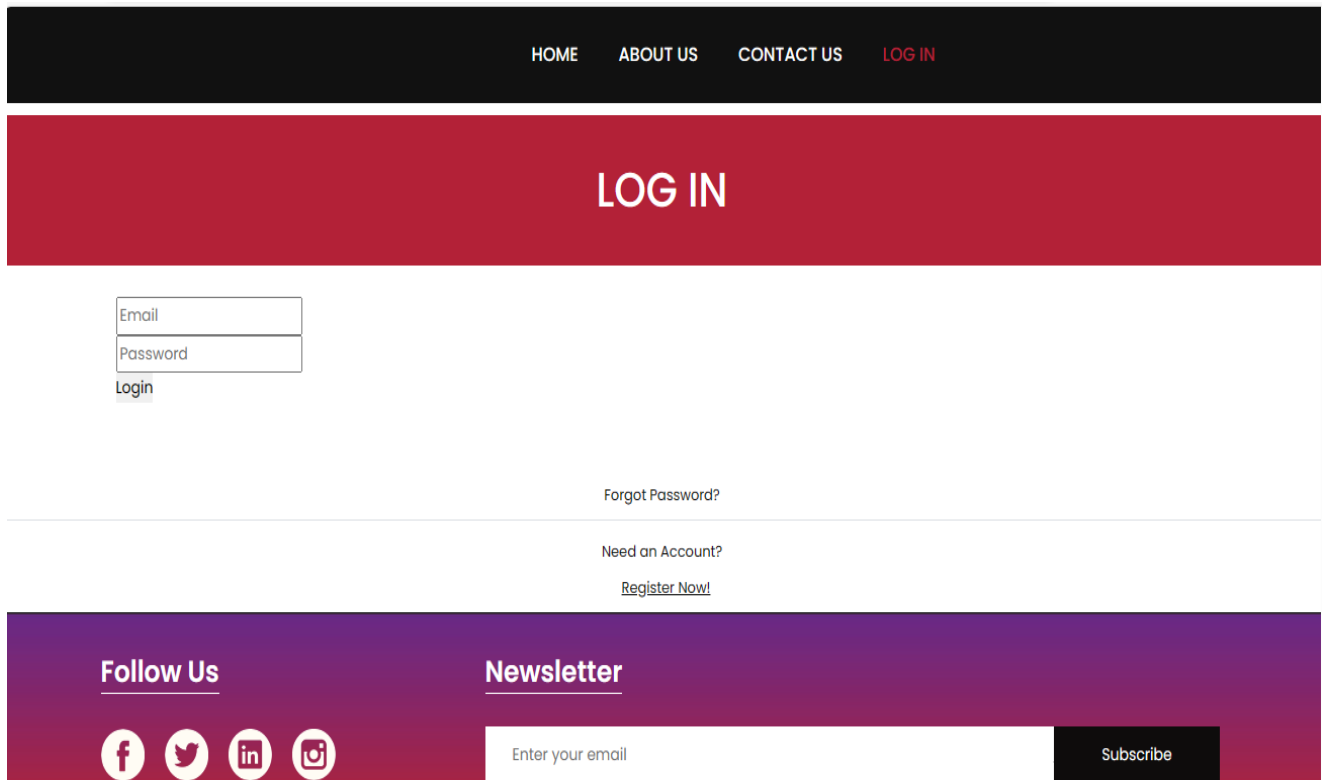 HOME ABOUT US CONTACT US LOG IN
LOG IN
Email
Password
Login
Forgot Password?
Need an Account?
Register Now!
Follow Us
Newsletter
Enter your email
Subscribe